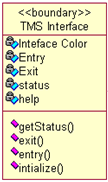 <<boundary>>
TMS Interface
Inteface Color
Entry
Exit
status
help
getStatus()
exit()
entry()
intialize()